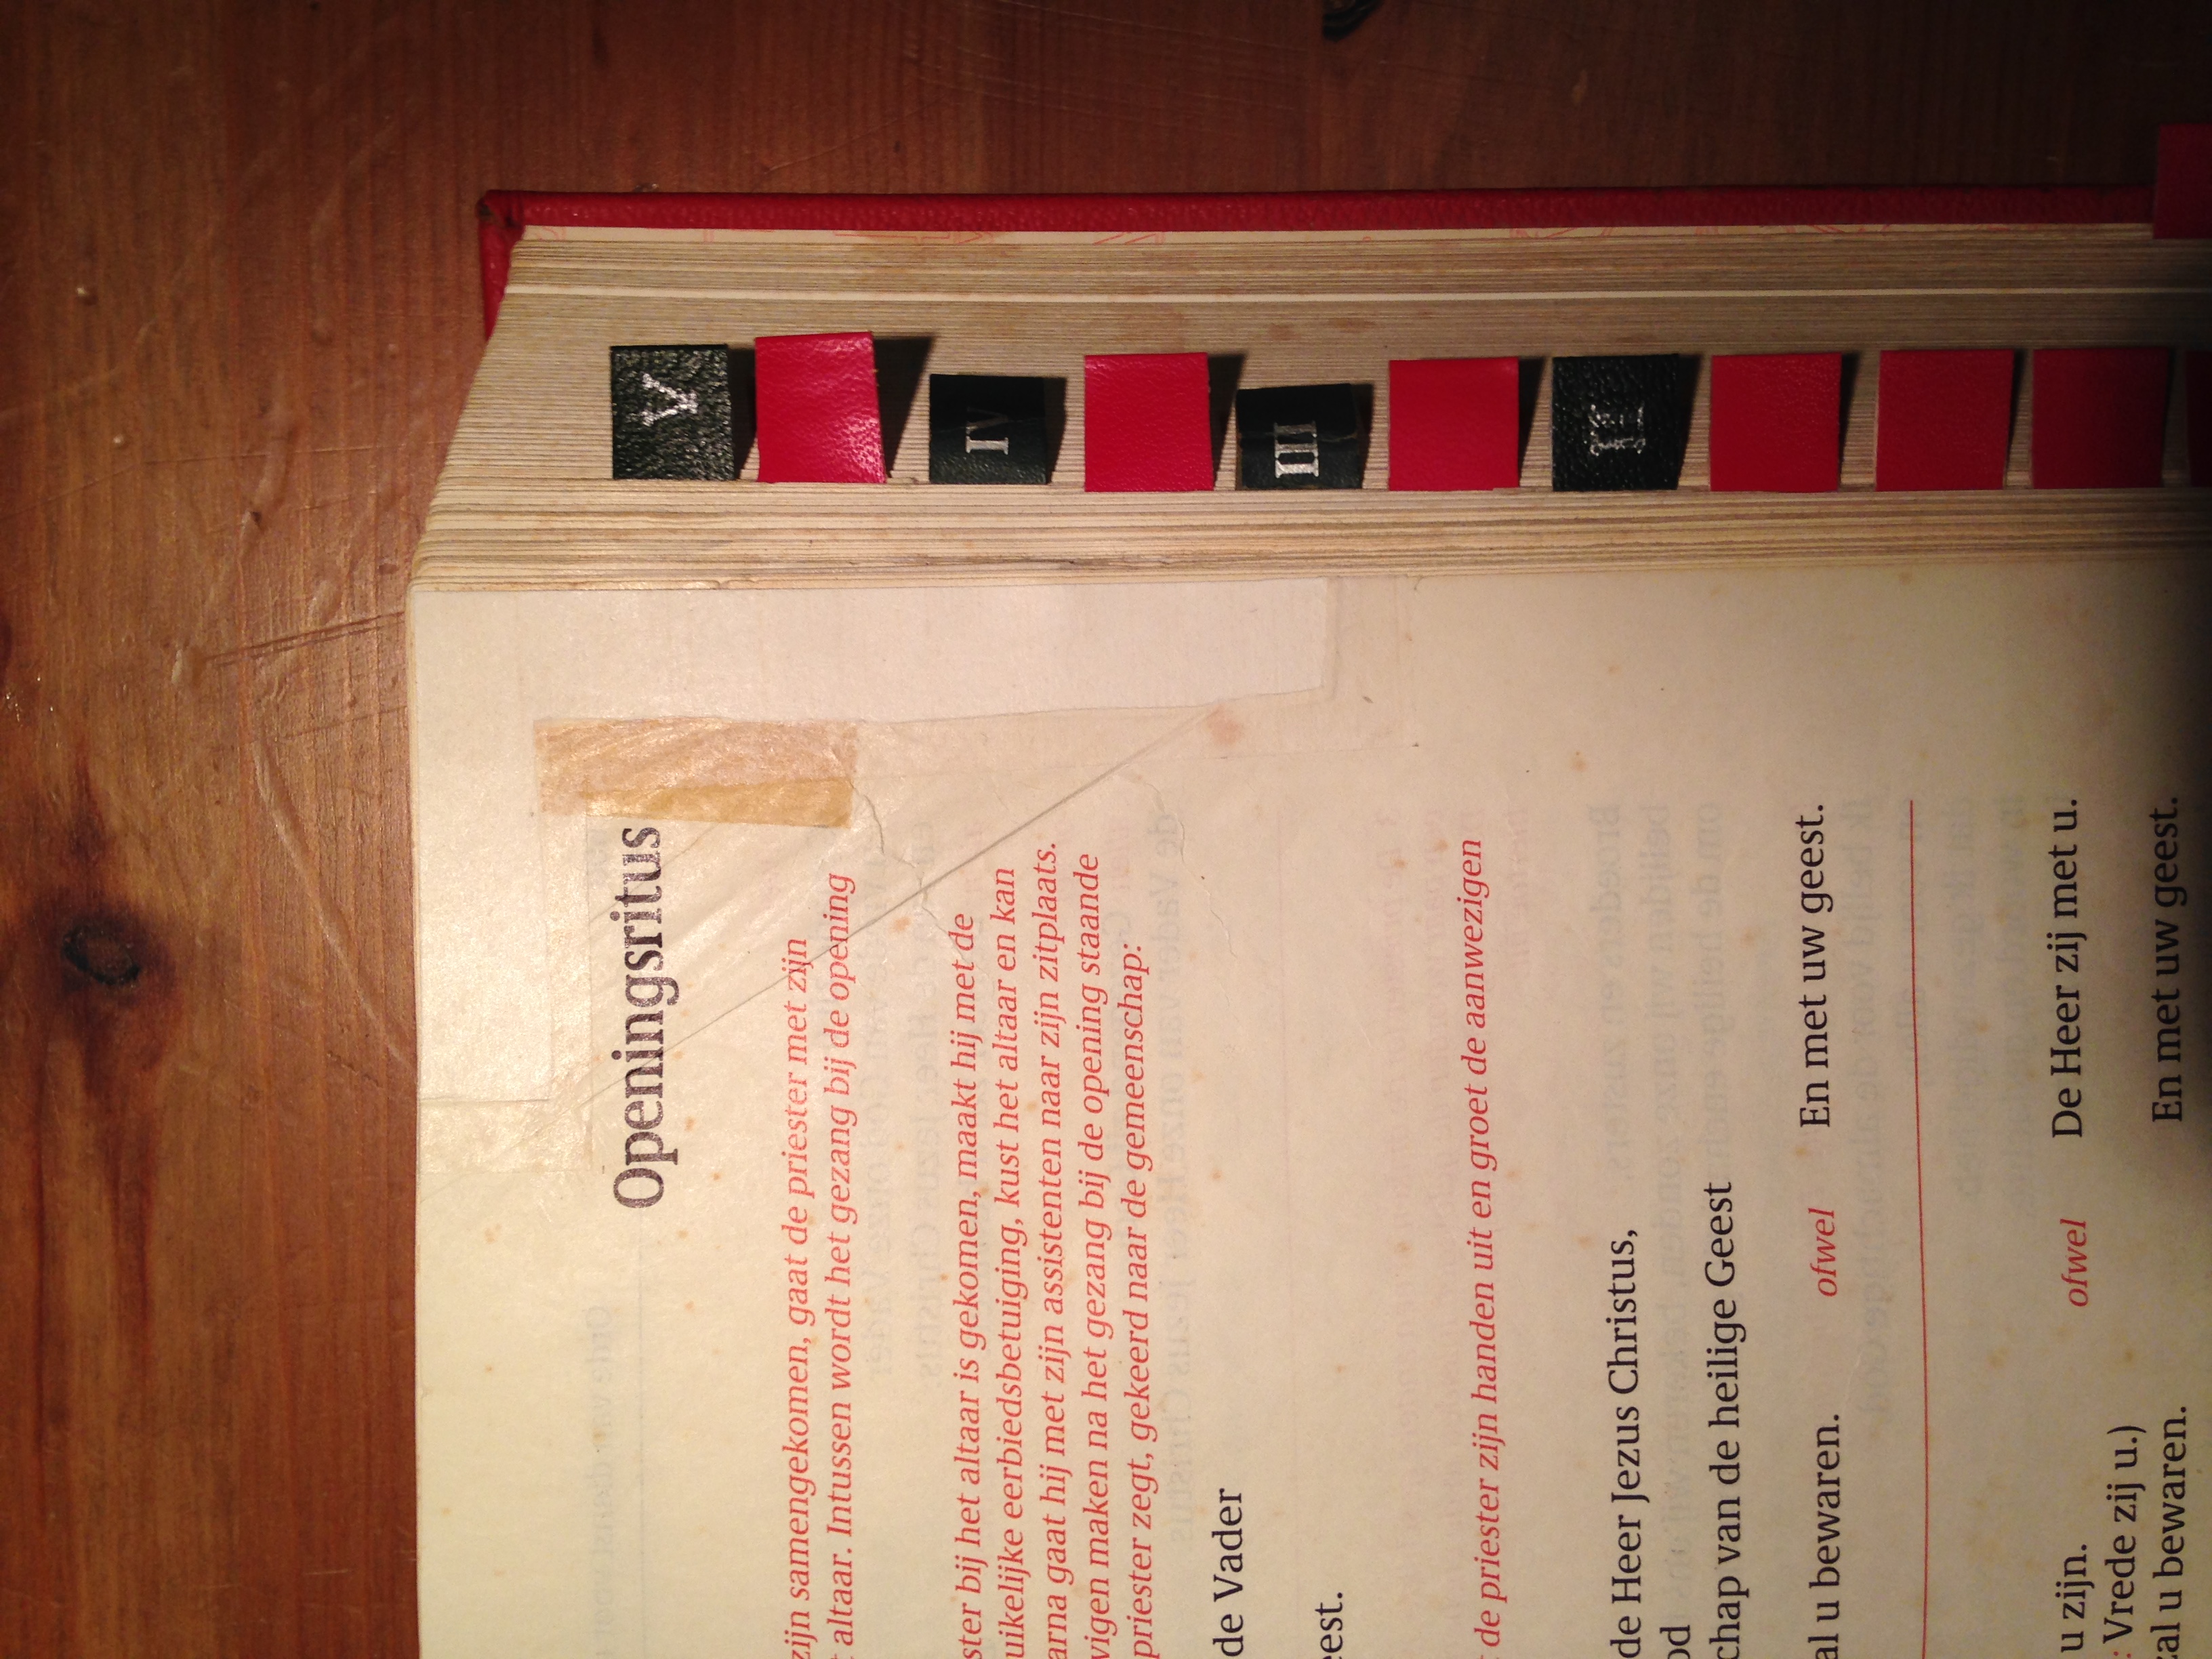 Openingsritus
zijn samengekomen, gaat de priester met zijn
altaar. Intussen wordt het gezang bij de opening
ster bij het altaar is gekomen, maakt hij met de
uikelijke eerbiedsbetuiging, kust het altaar en kan
arna gaat hij met zijn assistenten naar zijn zitplaats.
vigen maken na het gezang bij de opening staande
priester zegt, gekeerd naar de gemeenschap:
de Vader
eest.
de priester zijn handen uit en groet de aanwezigen
de Heer Jezus Christus,
od
chap van de heilige Geest
al u bewaren. ofwel En met uw geest.
u zijn. ofwel De Heer zij met u.
: Vrede zij u.)
zal u bewaren. En met uw geest.
V
IV
III
II